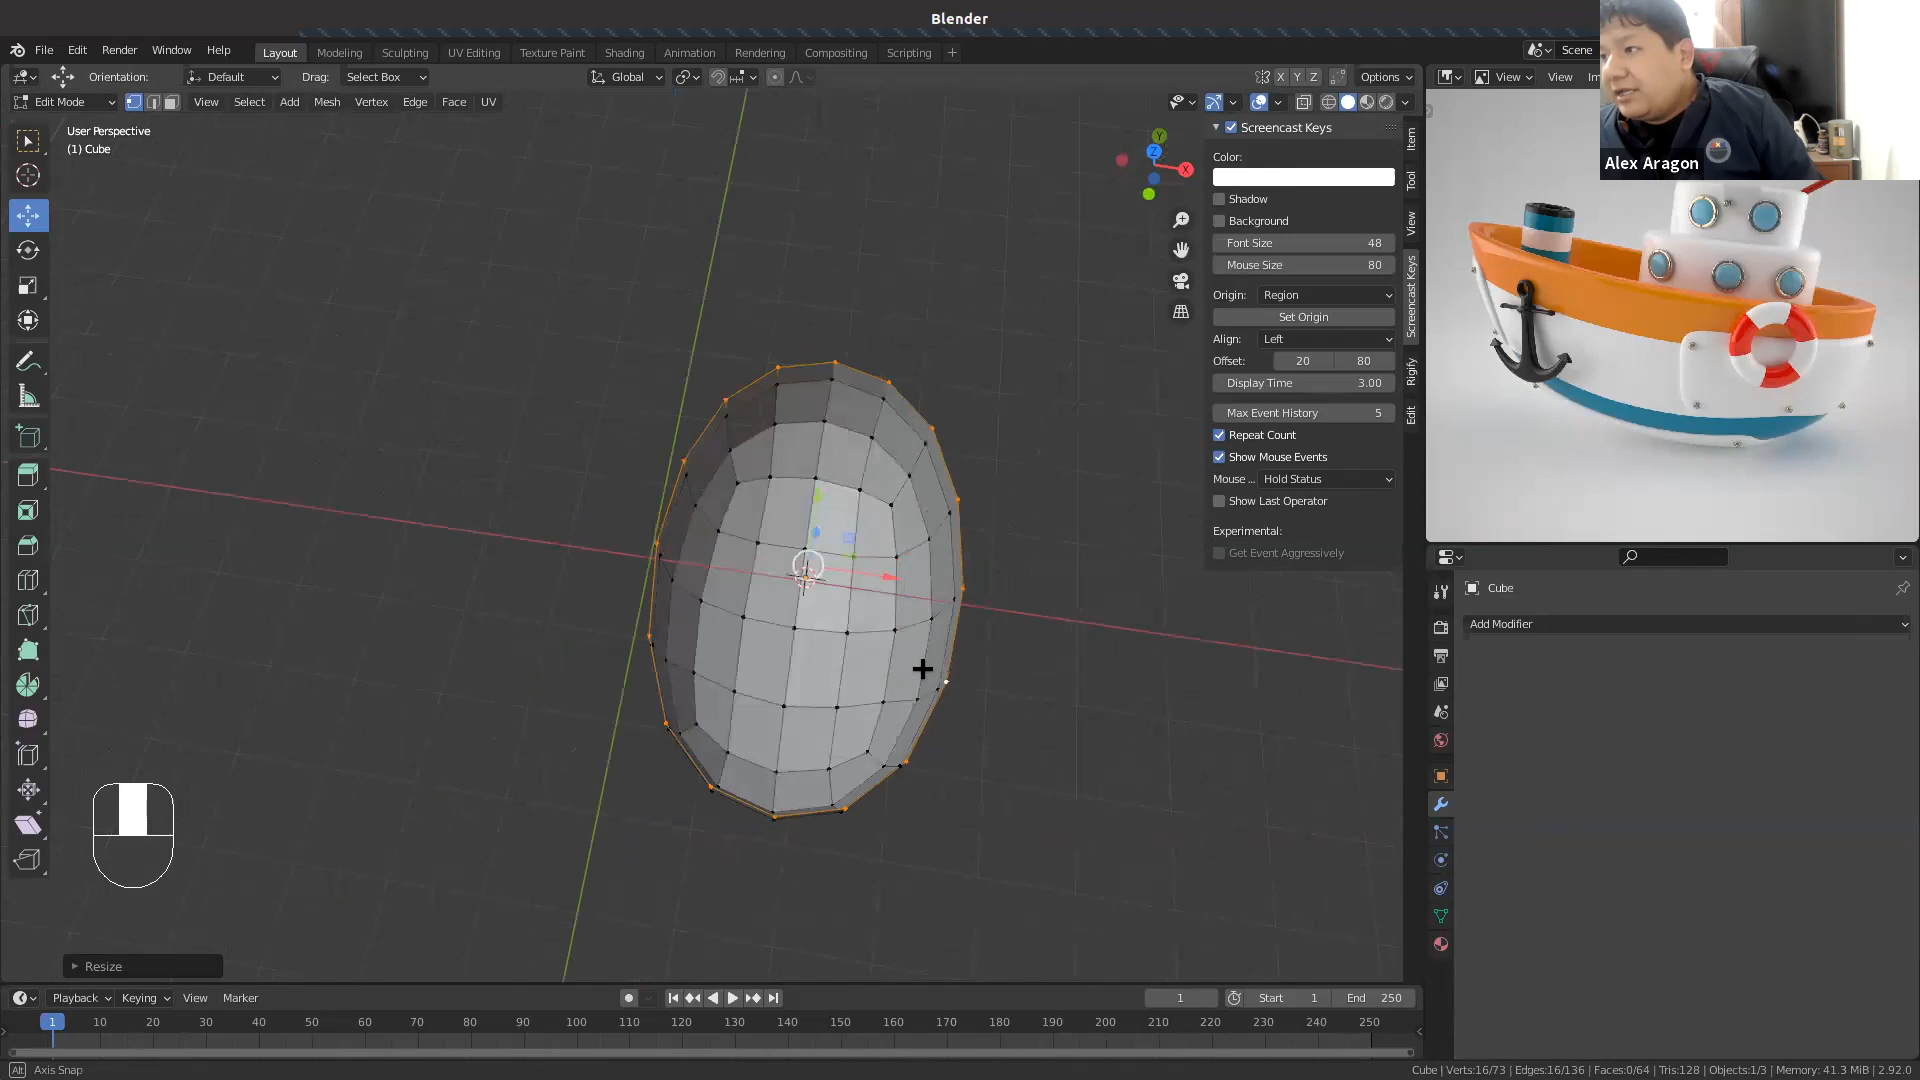 Blender
File Edit Render Window Help
Layout Modeling Sculpting UV Editing Texture Paint Shading Animation Rendering Compositing Scripting +
Scene
Orientation: Default Drag: Select Box Global X Y Z Options
View View Im
Edit Mode View Select Add Mesh Vertex Edge Face UV
User Perspective
(1) Cube
Y
Z
X
Screencast Keys
Color:
Shadow
Background
Font Size 48
Mouse Size 80
Origin: Region
Set Origin
Align: Left
Offset: 20 80
Display Time 3.00
Max Event History 5
Repeat Count
Show Mouse Events
Mouse ... Hold Status
Show Last Operator
Experimental:
Get Event Aggressively
Item
Tool
View
Screencast Keys
Rigify
Edit
Alex Aragon
Cube
Add Modifier
Resize
Playback Keying View Marker
1 Start 1 End 250
1 10 20 30 40 50 60 70 80 90 100 110 120 130 140 150 160 170 180 190 200 210 220 230 240 250
Alt Axis Snap
Cube | Verts:16/73 | Edges:16/136 | Faces:0/64 | Tris:128 | Objects:1/3 | Memory: 41.3 MiB | 2.92.0